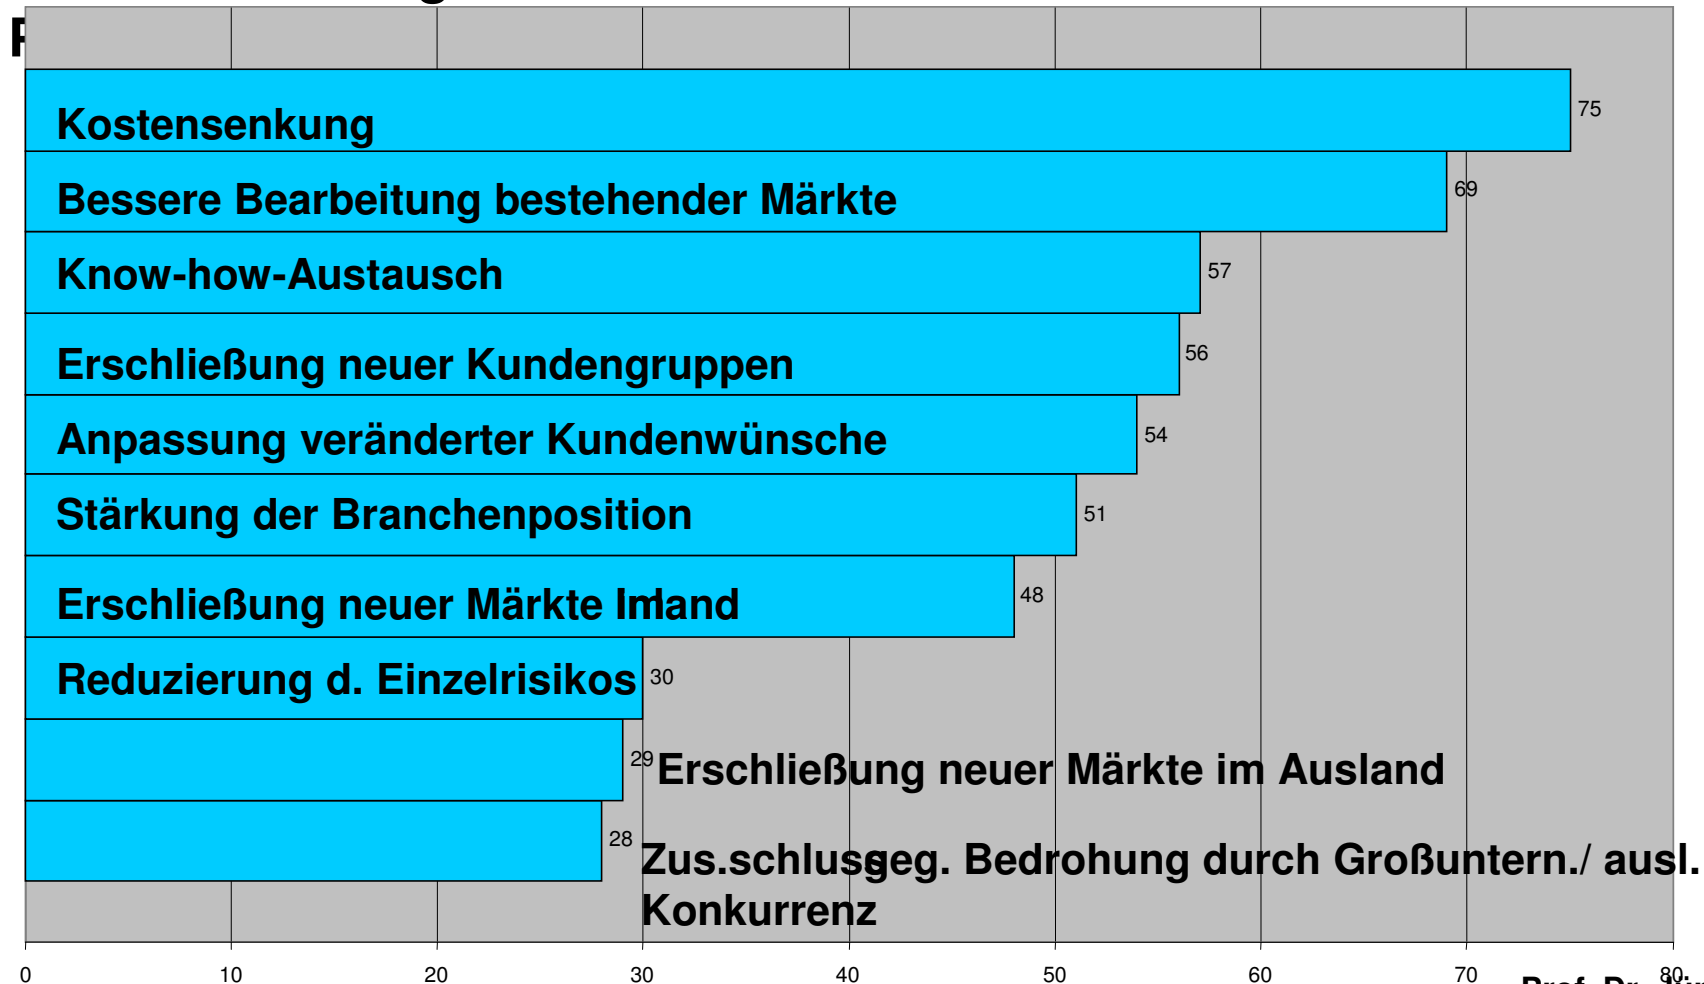 Kostensenkung
75
Bessere Bearbeitung bestehender Märkte
69
Know-how-Austausch
57
Erschließung neuer Kundengruppen
56
Anpassung veränderter Kundenwünsche
54
Stärkung der Branchenposition
51
Erschließung neuer Märkte Inland
48
Reduzierung d. Einzelrisikos
30
29
Erschließung neuer Märkte im Ausland
28
Zus.schluss geg. Bedrohung durch Großuntern./ ausl.
Konkurrenz
0 10 20 30 40 50 60 70 80
Prof. Dr.